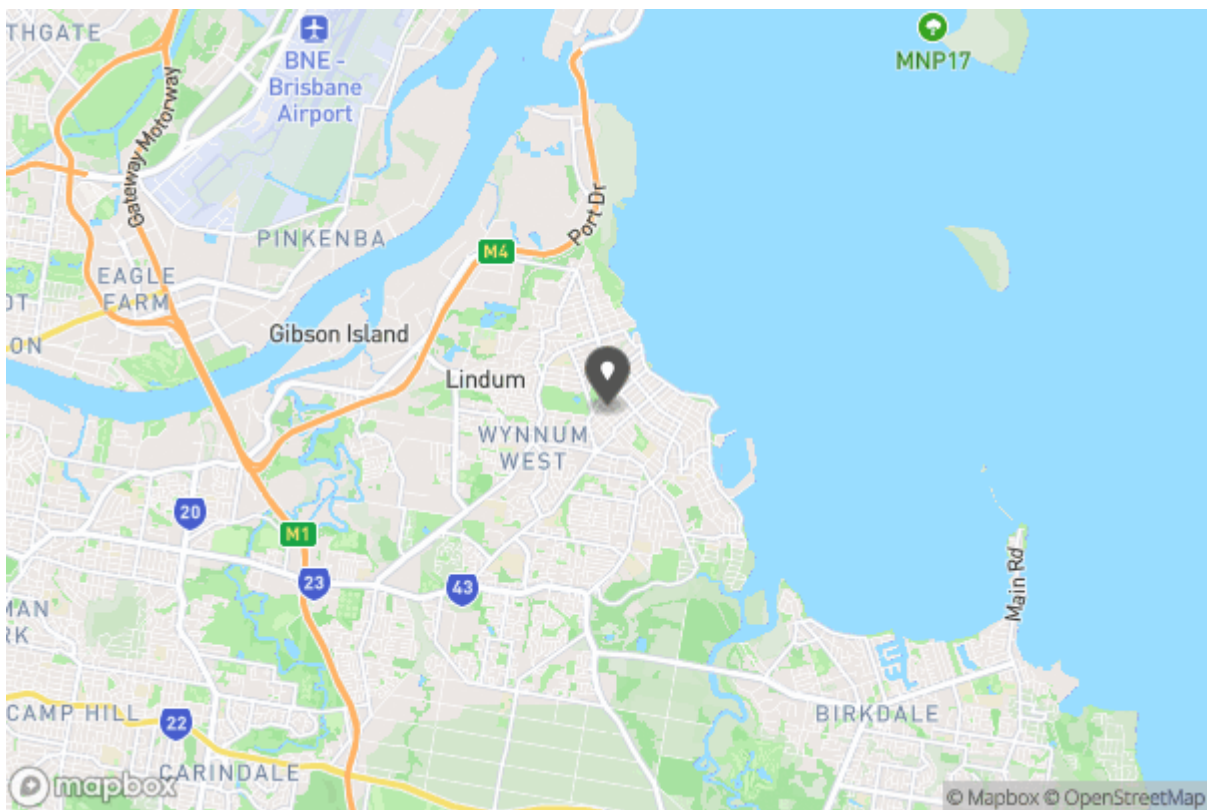 THGATE
BNE -
Brisbane
Airport
MNP17
Gateway Motorway
Port Dr
PINKENBA
M4
EAGLE
FARM
OT
ON
Gibson Island
Lindum
WYNNUM
WEST
20
M1
23
43
Main Rd
MAN
RK
CAMP HILL
22
BIRKDALE
CARINDALE
mapbox
© Mapbox © OpenStreetMap